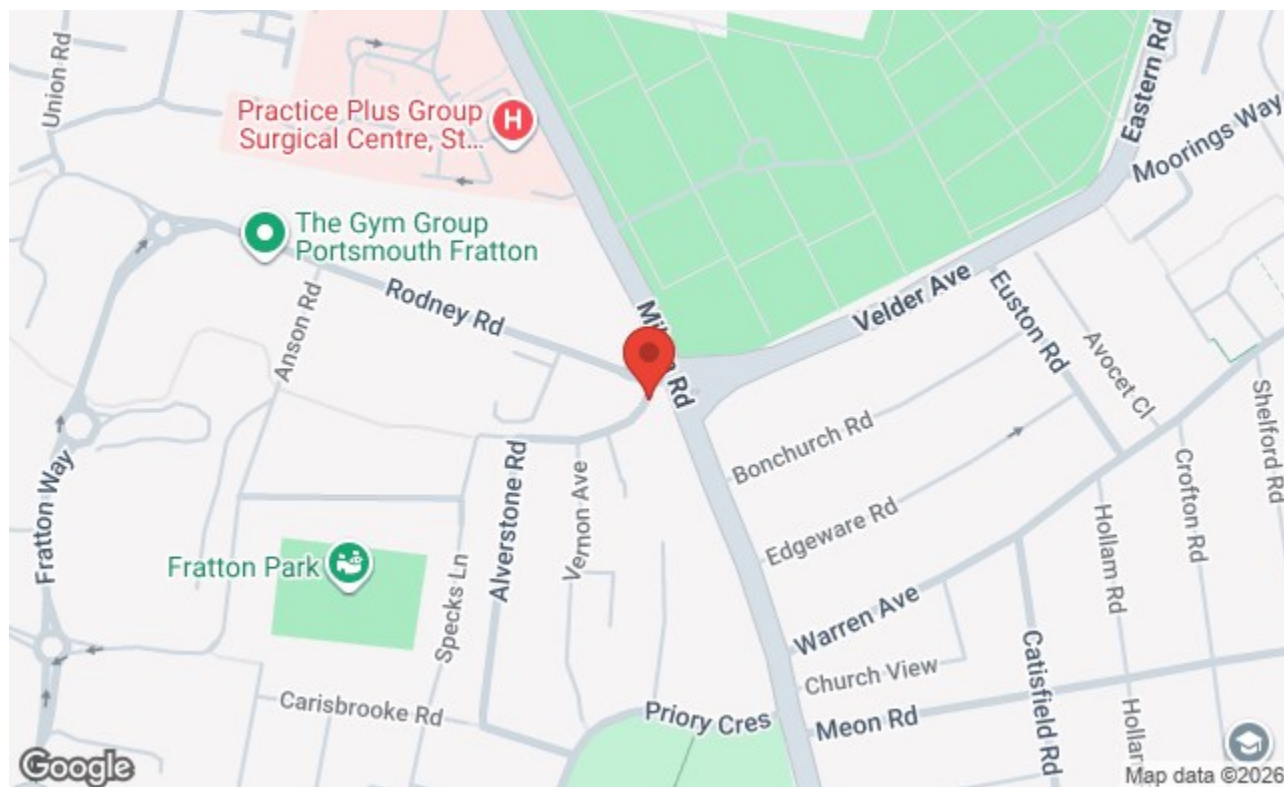 Union Rd
Practice Plus Group
Surgical Centre, St...
H
Eastern Rd
Moorings Way
The Gym Group
Portsmouth Fratton
Rodney Rd
Anson Rd
Velder Ave
Euston Rd
Avocet Cl
Rd
Bonchurch Rd
Shelford Rd
Fratton Way
Alverstone Rd
Vernon Ave
Edgeware Rd
Hollam Rd
Crofton Rd
Fratton Park
Specks Ln
Warren Ave
Church View
Catisfield Rd
Carisbrooke Rd
Priory Cres
Meon Rd
Google
Map data ©2026